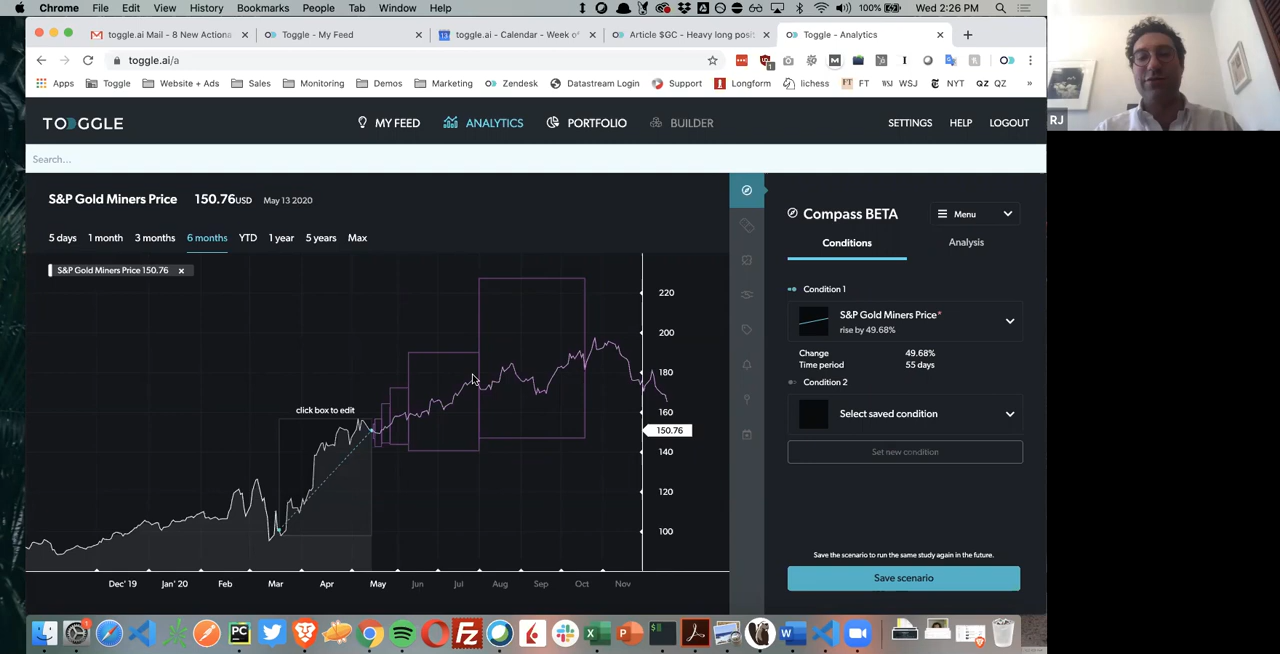 Chrome File Edit View History Bookmarks People Tab Window Help 100% Wed 2:26 PM
toggle.ai Mail - 8 New Actiona Toggle - My Feed toggle.ai - Calendar - Week of Article $GC - Heavy long posit Toggle - Analytics
toggle.ai/a
Apps Toggle Website + Ads Sales Monitoring Demos Marketing Zendesk Datastream Login Support Longform lichess FT FT WSJ WSJ NYT QZ QZ »
TOGGLE MY FEED ANALYTICS PORTFOLIO BUILDER SETTINGS HELP LOGOUT
RJ
Search...
S&P Gold Miners Price 150.76USD May 13 2020
5 days 1 month 3 months 6 months YTD 1 year 5 years Max
S&P Gold Miners Price 150.76 x
click box to edit
220
200
180
160
150.76
140
120
100
Dec' 19 Jan' 20 Feb Mar Apr May Jun Jul Aug Sep Oct Nov
Compass BETA Menu
Conditions Analysis
Condition 1
S&P Gold Miners Price*
rise by 49.68%
Change 49.68%
Time period 55 days
Condition 2
Select saved condition
Set new condition
Save the scenario to run the same study again in the future.
Save scenario